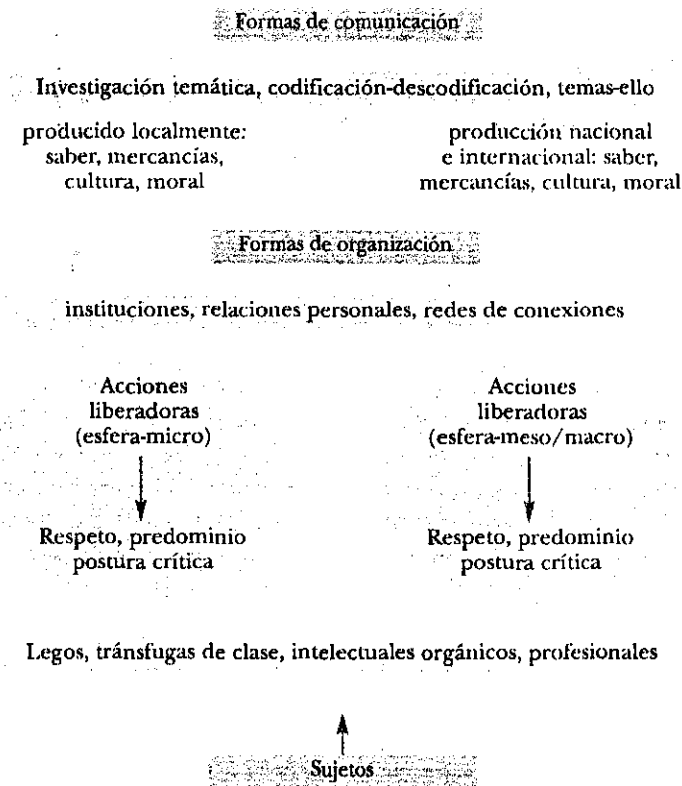 Formas de comunicación
Investigación temática, codificación-descodificación, temas-ello
producido localmente:
saber, mercancías,
cultura, moral
producción nacional
e internacional: saber,
mercancías, cultura, moral
Formas de organización
instituciones, relaciones personales, redes de conexiones
Acciones
liberadoras
(esfera-micro)
Acciones
liberadoras
(esfera-meso/macro)
Respeto, predominio
postura crítica
Respeto, predominio
postura crítica
Legos, tránsfugas de clase, intelectuales orgánicos, profesionales
Sujetos